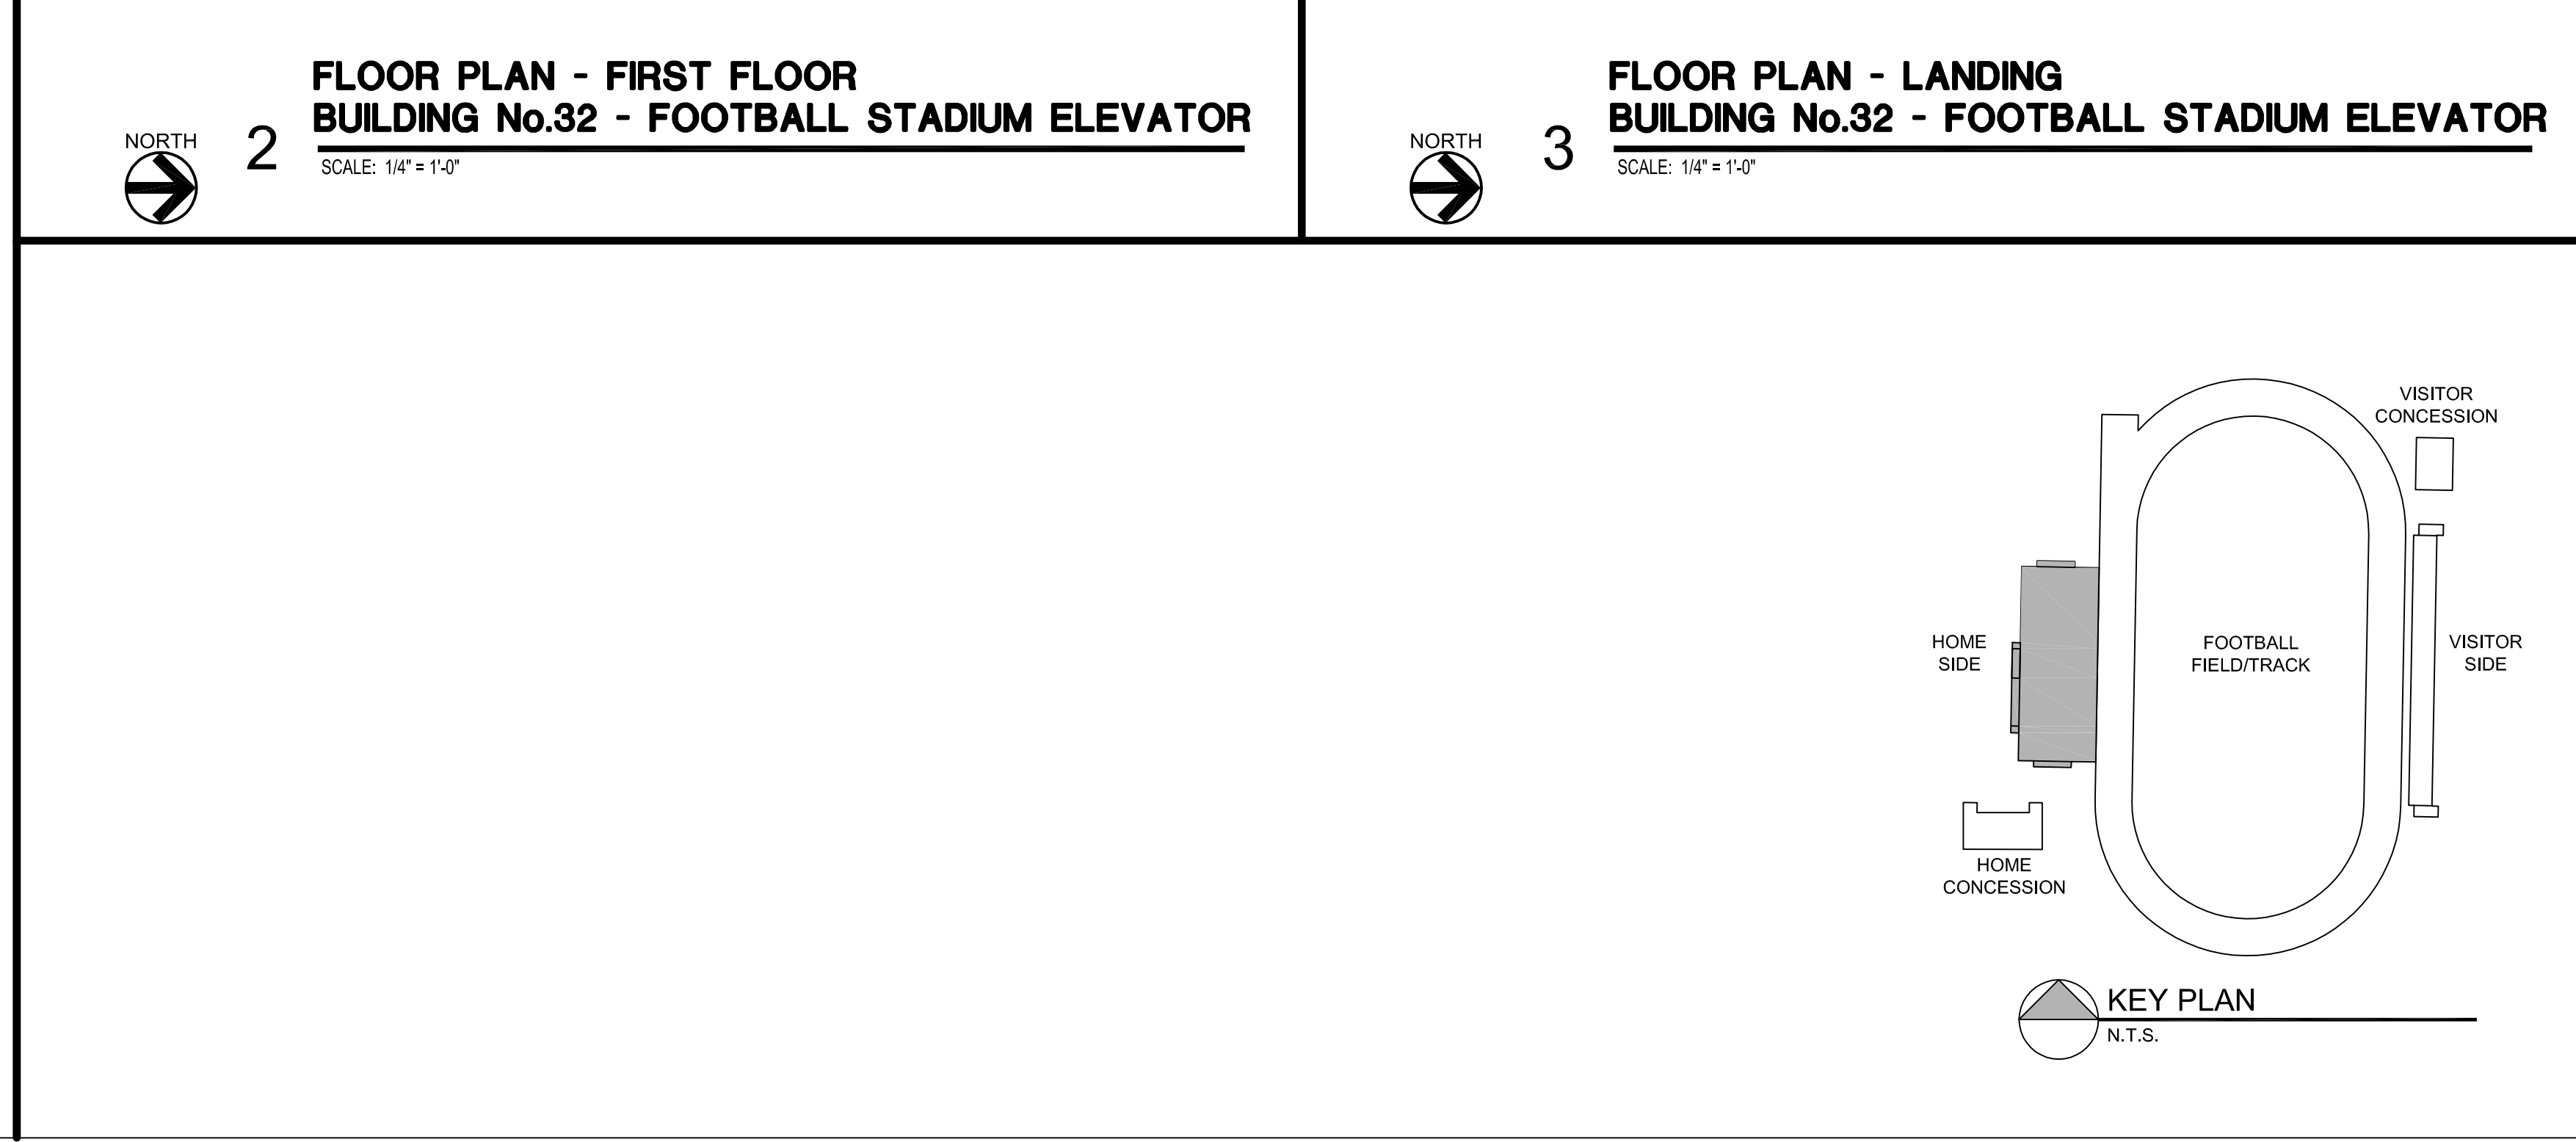 FLOOR PLAN - FIRST FLOOR
BUILDING No.32 - FOOTBALL STADIUM ELEVATOR
NORTH
2
SCALE: 1/4" = 1'-0"
FLOOR PLAN - LANDING
BUILDING No.32 - FOOTBALL STADIUM ELEVATOR
NORTH
3
SCALE: 1/4" = 1'-0"
VISITOR
CONCESSION
HOME
SIDE
FOOTBALL
FIELD/TRACK
VISITOR
SIDE
HOME
CONCESSION
KEY PLAN
N.T.S.